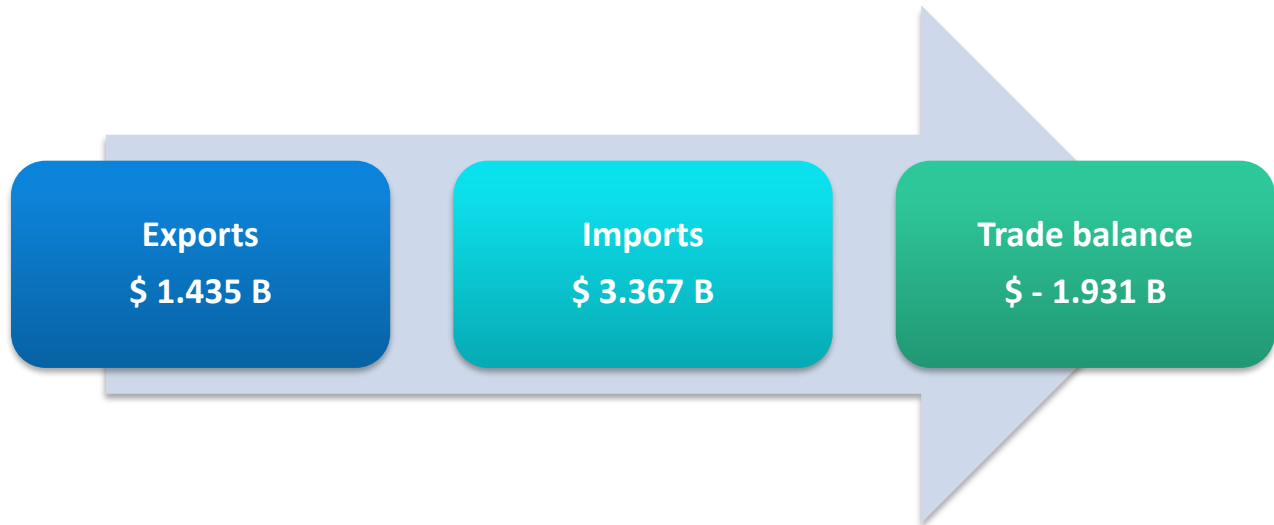 Exports
$ 1.435 B
Imports
$ 3.367 B
Trade balance
$ - 1.931 B